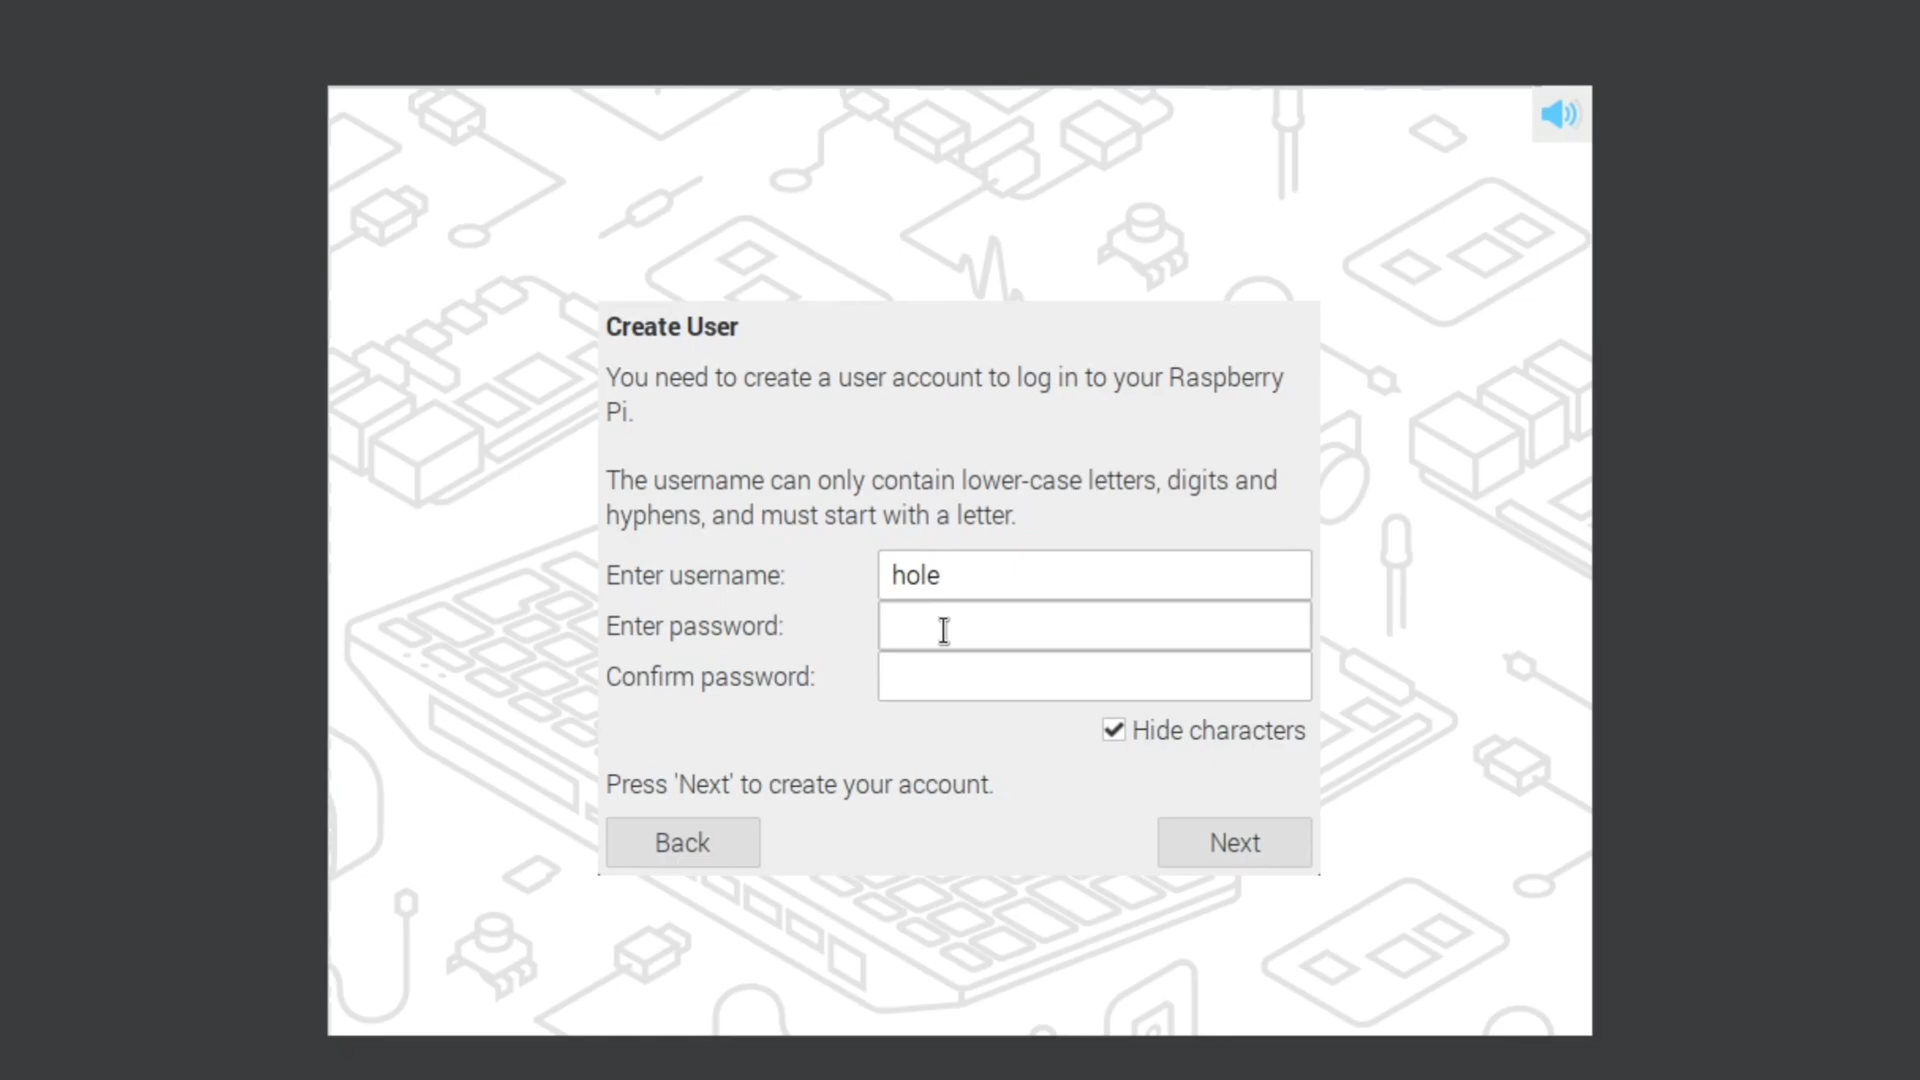 Create User
You need to create a user account to log in to your Raspberry
Pi.
The username can only contain lower-case letters, digits and
hyphens, and must start with a letter.
Enter username: hole
Enter password:
Confirm password:
Hide characters
Press 'Next' to create your account.
Back Next